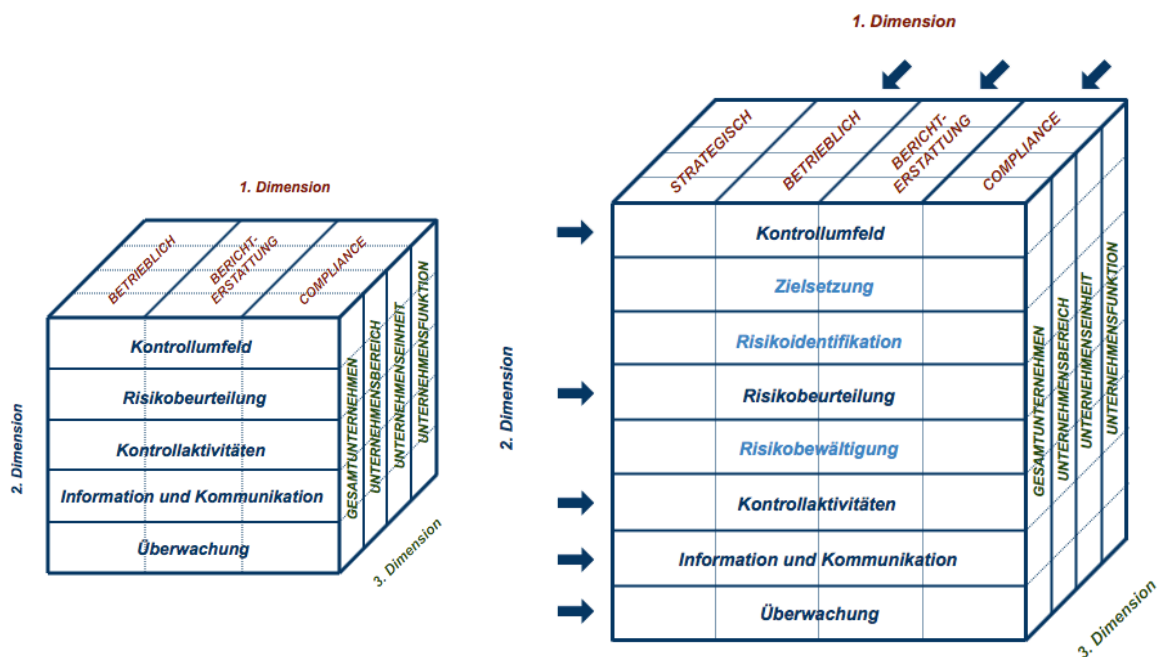 1. Dimension
BETRIEBLICH
BERICHT-
ERSTATTUNG
COMPLIANCE
2. Dimension
Kontrollumfeld
Risikobeurteilung
Kontrollaktivitäten
Information und Kommunikation
Überwachung
GESAMTUNTERNEHMEN
UNTERNEHMENSBEREICH
UNTERNEHMENSEINHEIT
UNTERNEHMENSFUNKTION
3. Dimension
1. Dimension
STRATEGISCH
BETRIEBLICH
BERICHT-
ERSTATTUNG
COMPLIANCE
2. Dimension
Kontrollumfeld
Zielsetzung
Risikoidentifikation
Risikobeurteilung
Risikobewältigung
Kontrollaktivitäten
Information und Kommunikation
Überwachung
GESAMTUNTERNEHMEN
UNTERNEHMENSBEREICH
UNTERNEHMENSEINHEIT
UNTERNEHMENSFUNKTION
3. Dimension